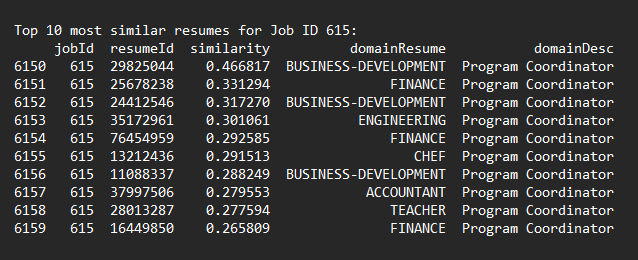 Top 10 most similar resumes for Job ID 615:
jobId resumeId similarity domainResume domainDesc
6150 615 29825044 0.466817 BUSINESS-DEVELOPMENT Program Coordinator
6151 615 25678238 0.331294 FINANCE Program Coordinator
6152 615 24412546 0.317270 BUSINESS-DEVELOPMENT Program Coordinator
6153 615 35172961 0.301061 ENGINEERING Program Coordinator
6154 615 76454959 0.292585 FINANCE Program Coordinator
6155 615 13212436 0.291513 CHEF Program Coordinator
6156 615 11088337 0.288249 BUSINESS-DEVELOPMENT Program Coordinator
6157 615 37997506 0.279553 ACCOUNTANT Program Coordinator
6158 615 28013287 0.277594 TEACHER Program Coordinator
6159 615 16449850 0.265809 FINANCE Program Coordinator